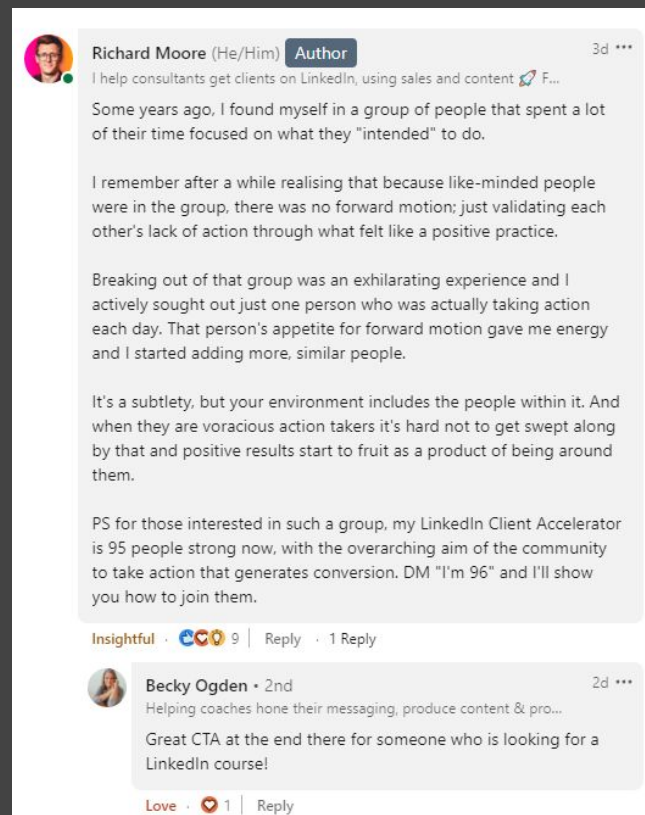 Richard Moore (He/Him) Author 3d •••
I help consultants get clients on LinkedIn, using sales and content 🚀 F...
Some years ago, I found myself in a group of people that spent a lot
of their time focused on what they "intended" to do.
I remember after a while realising that because like-minded people
were in the group, there was no forward motion; just validating each
other's lack of action through what felt like a positive practice.
Breaking out of that group was an exhilarating experience and I
actively sought out just one person who was actually taking action
each day. That person's appetite for forward motion gave me energy
and I started adding more, similar people.
It's a subtlety, but your environment includes the people within it. And
when they are voracious action takers it's hard not to get swept along
by that and positive results start to fruit as a product of being around
them.
PS for those interested in such a group, my LinkedIn Client Accelerator
is 95 people strong now, with the overarching aim of the community
to take action that generates conversion. DM "I'm 96" and I'll show
you how to join them.
Insightful · 9 | Reply · 1 Reply
Becky Ogden • 2nd 2d •••
Helping coaches hone their messaging, produce content & pro...
Great CTA at the end there for someone who is looking for a
LinkedIn course!
Love · 1 | Reply